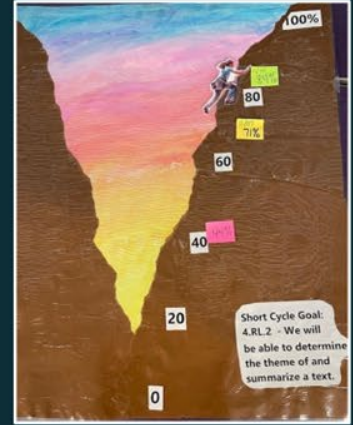 100%
80
71%
60
40
44%
20
Short Cycle Goal:
4.RL.2 - We will
be able to determine
the theme of and
summarize a text.
0